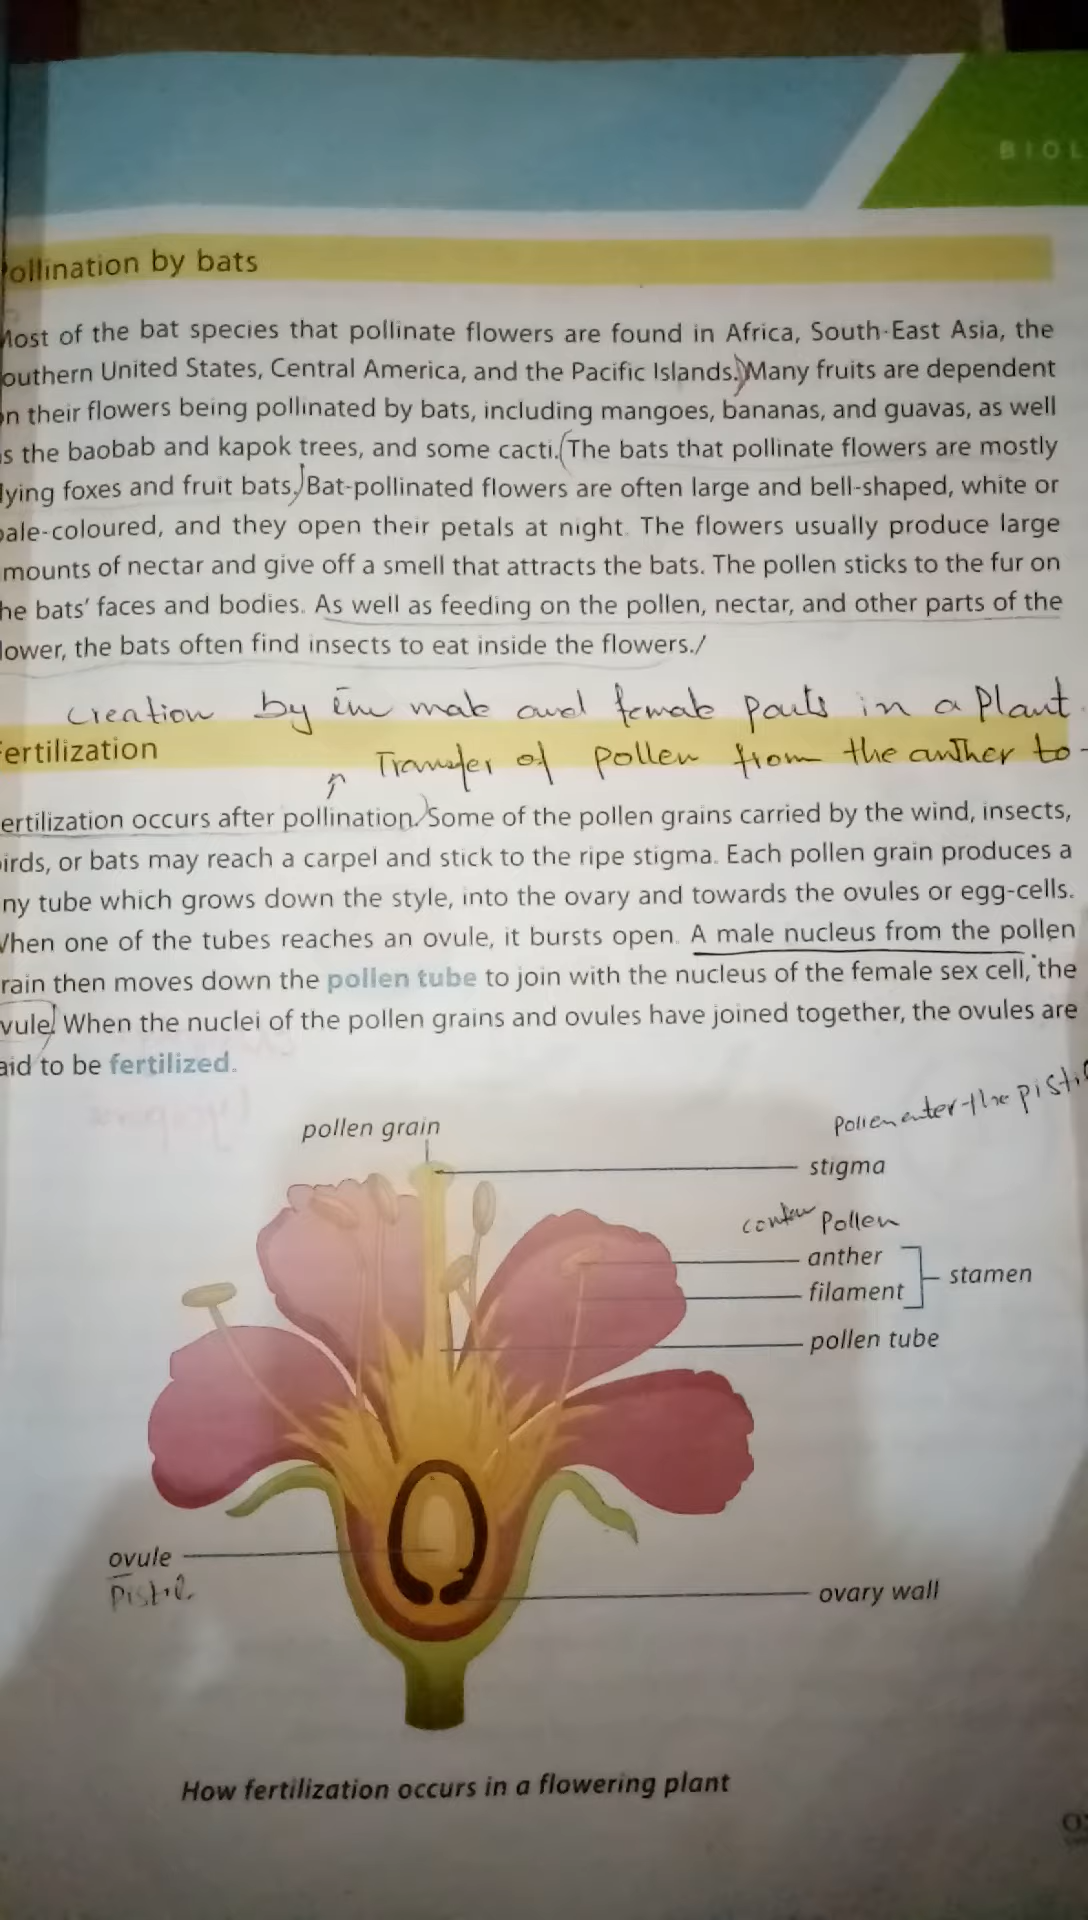 BIOL
ollination by bats
Most of the bat species that pollinate flowers are found in Africa, South-East Asia, the
outhern United States, Central America, and the Pacific Islands. Many fruits are dependent
on their flowers being pollinated by bats, including mangoes, bananas, and guavas, as well
s the baobab and kapok trees, and some cacti. The bats that pollinate flowers are mostly
lying foxes and fruit bats. Bat-pollinated flowers are often large and bell-shaped, white or
pale-coloured, and they open their petals at night. The flowers usually produce large
mounts of nectar and give off a smell that attracts the bats. The pollen sticks to the fur on
he bats' faces and bodies. As well as feeding on the pollen, nectar, and other parts of the
lower, the bats often find insects to eat inside the flowers./
creation by male and female parts in a Plant.
Fertilization
Transfer of pollen from the anther to
ertilization occurs after pollination. Some of the pollen grains carried by the wind, insects,
birds, or bats may reach a carpel and stick to the ripe stigma. Each pollen grain produces a
ny tube which grows down the style, into the ovary and towards the ovules or egg-cells.
When one of the tubes reaches an ovule, it bursts open. A male nucleus from the pollen
rain then moves down the pollen tube to join with the nucleus of the female sex cell, the
vule. When the nuclei of the pollen grains and ovules have joined together, the ovules are
aid to be fertilized.
Pollen enter the pisti
pollen grain
stigma
Pollen
anther
filament
stamen
pollen tube
ovule
Pistil
ovary wall
How fertilization occurs in a flowering plant